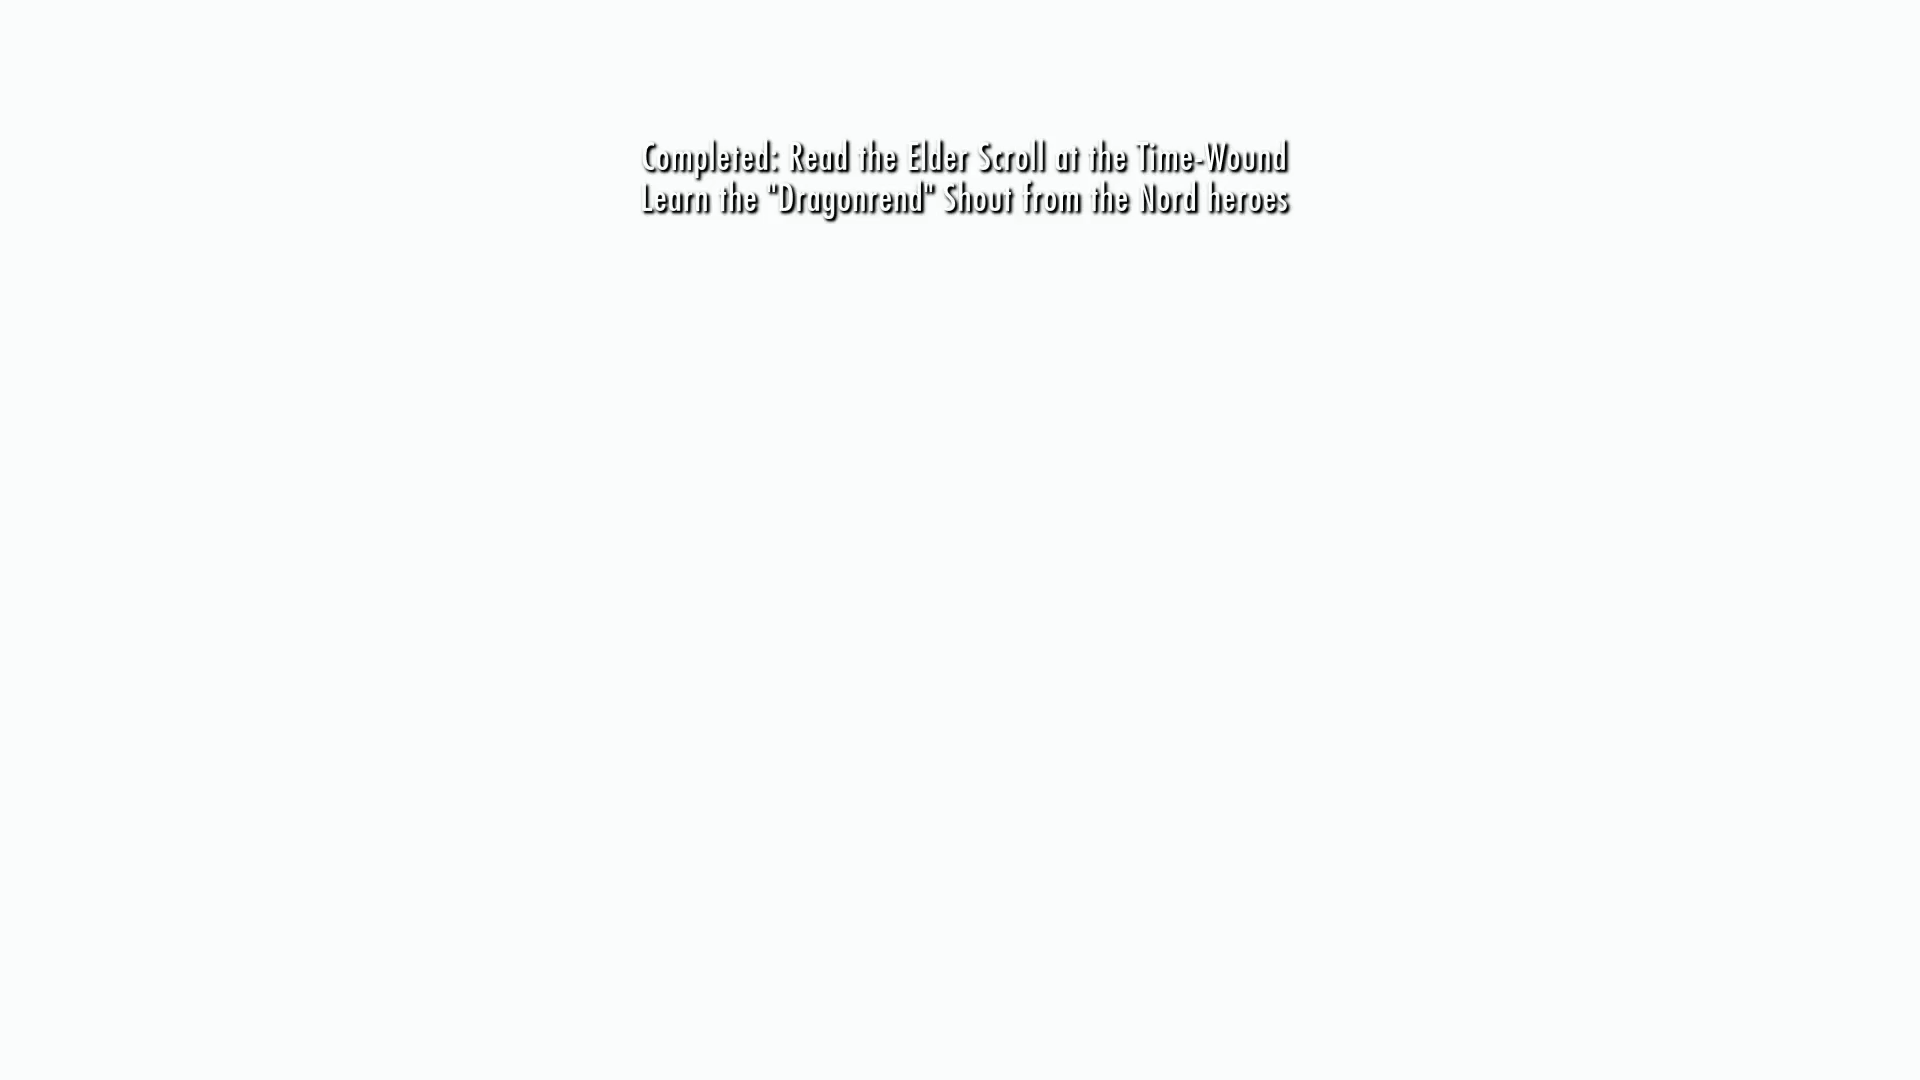 Completed: Read the Elder Scroll at the Time-Wound
Learn the "Dragonrend" Shout from the Nord heroes